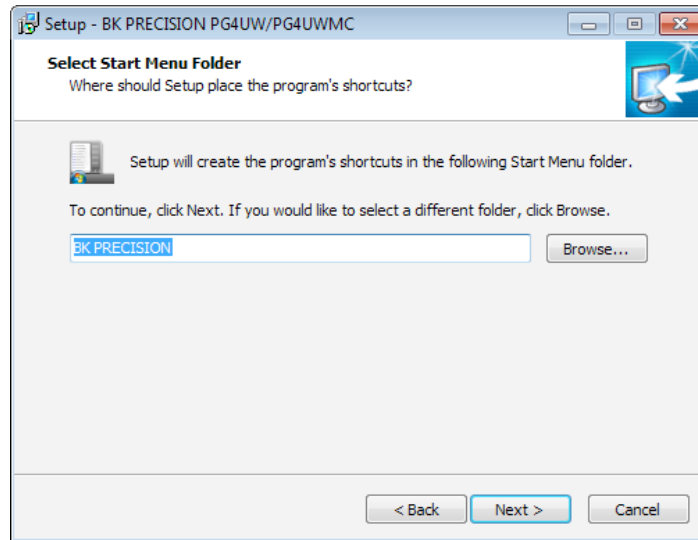 Setup - BK PRECISION PG4UW/PG4UWMC
Select Start Menu Folder
Where should Setup place the program's shortcuts?
Setup will create the program's shortcuts in the following Start Menu folder.
To continue, click Next. If you would like to select a different folder, click Browse.
BK PRECISION
Browse...
< Back
Next >
Cancel